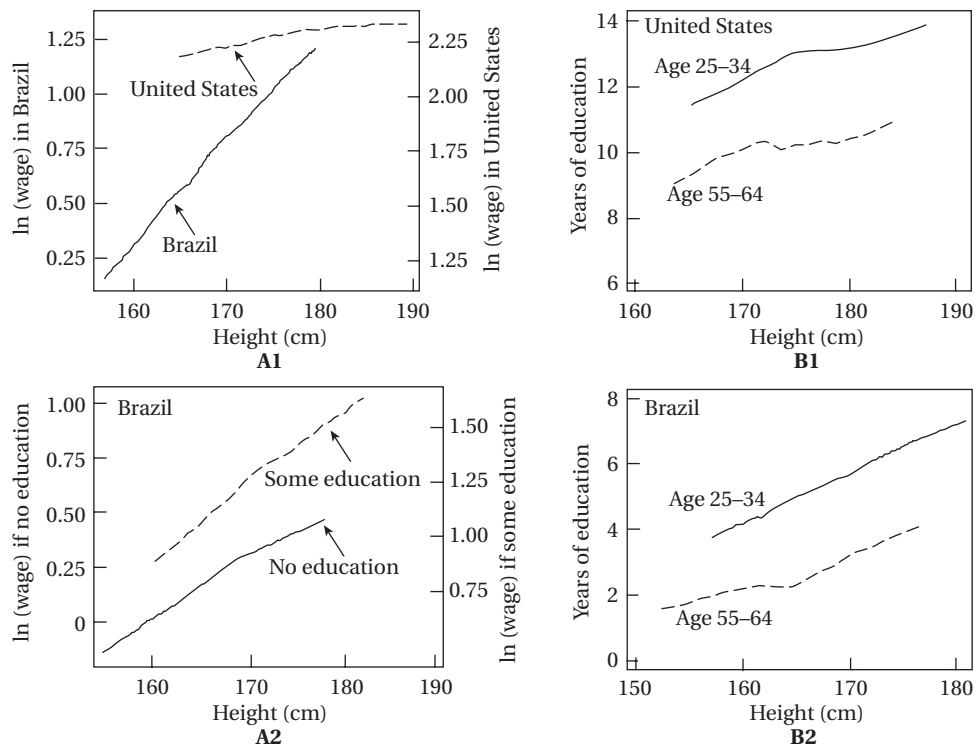 ln (wage) in Brazil
1.25
1.00
0.75
0.50
0.25
United States
Brazil
2.25
2.00
1.75
1.50
1.25
ln (wage) in United States
160 170 180 190
Height (cm)
A1
Years of education
16
14
12
10
8
6
United States
Age 25–34
Age 55–64
160 170 180 190
Height (cm)
B1
ln (wage) if no education
1.00
0.75
0.50
0.25
0
Brazil
Some education
No education
1.50
1.25
1.00
0.75
ln (wage) if some education
160 170 180 190
Height (cm)
A2
Years of education
8
6
4
2
0
Brazil
Age 25–34
Age 55–64
150 160 170 180
Height (cm)
B2